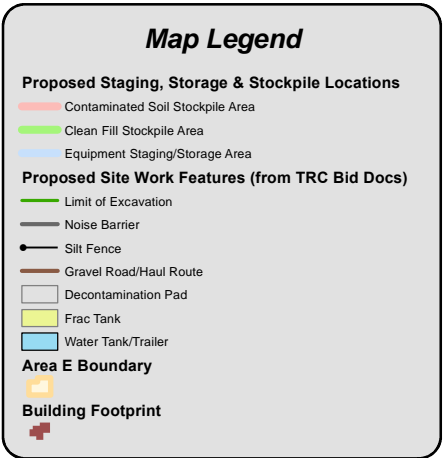 Map Legend
Proposed Staging, Storage & Stockpile Locations
Contaminated Soil Stockpile Area
Clean Fill Stockpile Area
Equipment Staging/Storage Area
Proposed Site Work Features (from TRC Bid Docs)
Limit of Excavation
Noise Barrier
Silt Fence
Gravel Road/Haul Route
Decontamination Pad
Frac Tank
Water Tank/Trailer
Area E Boundary
Building Footprint